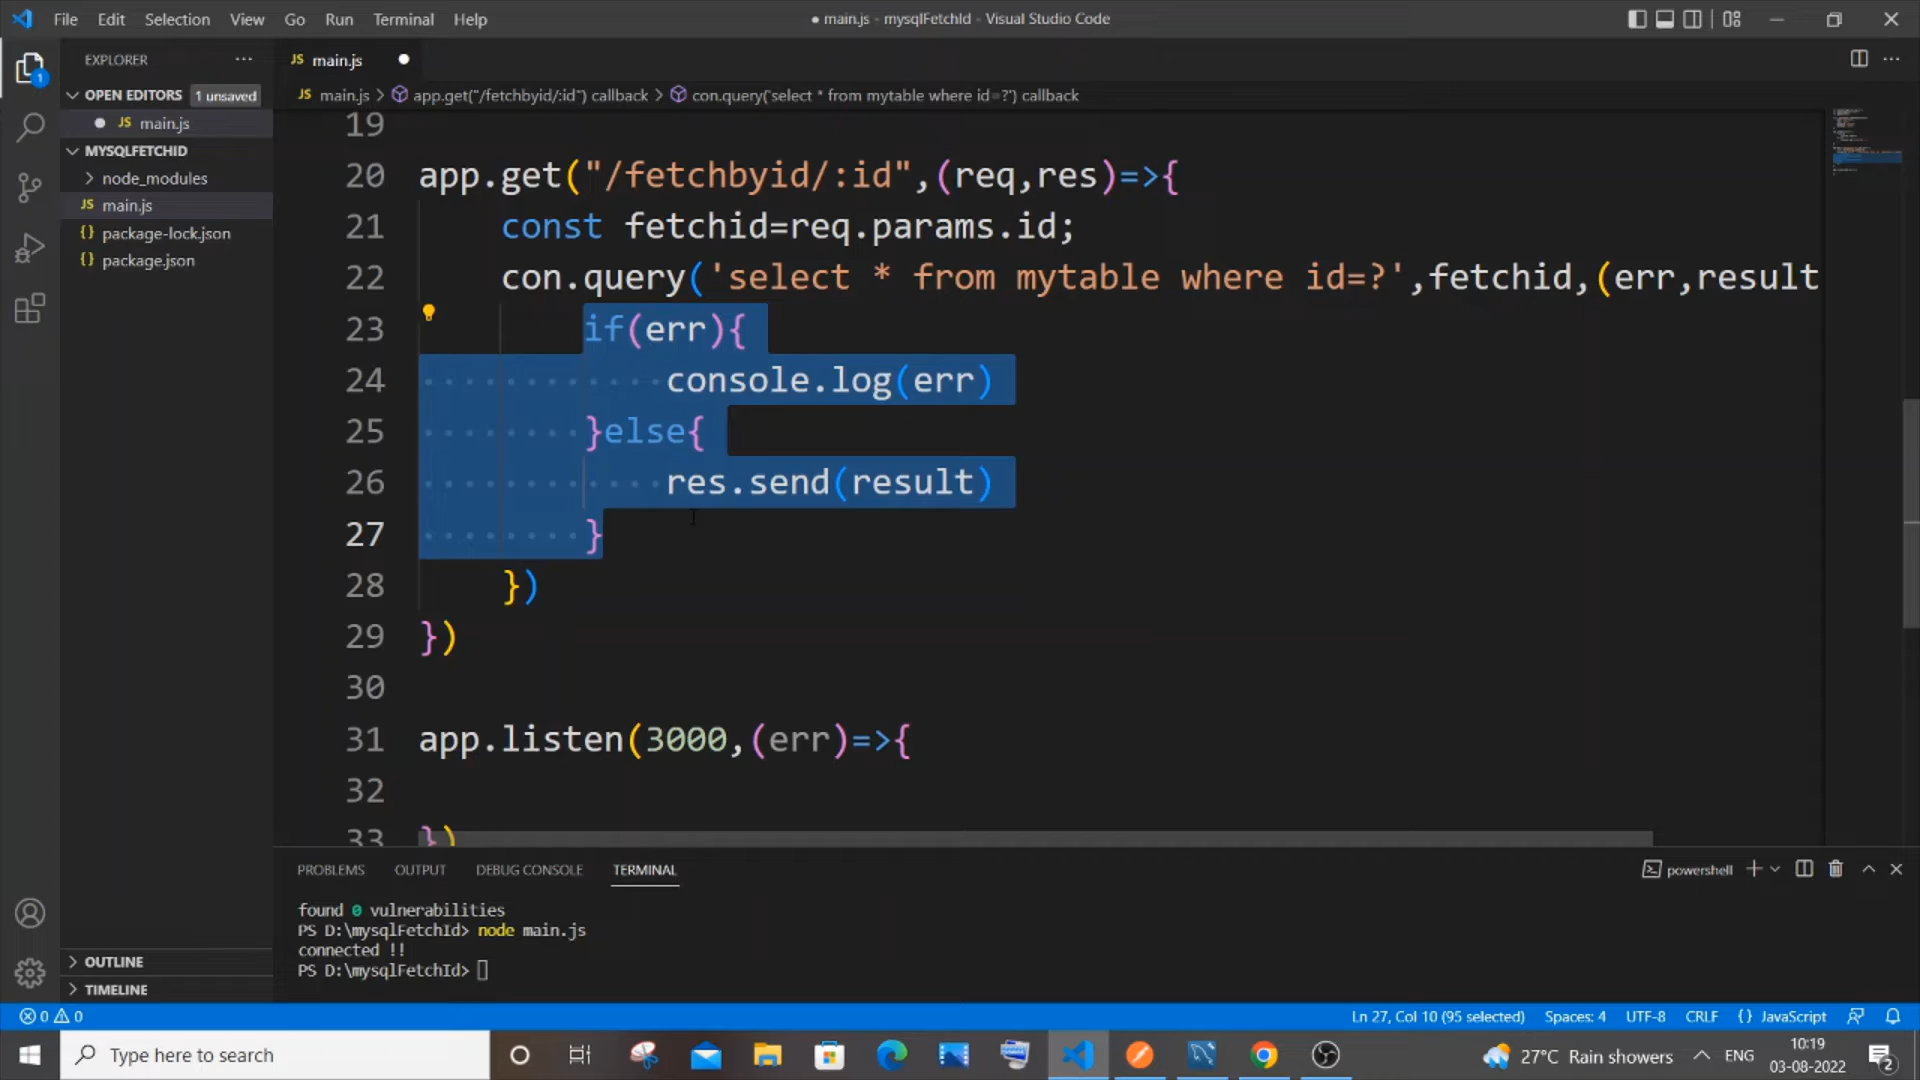 File Edit Selection View Go Run Terminal Help
● main.js - mysqlFetchId - Visual Studio Code
EXPLORER
JS main.js
OPEN EDITORS 1 unsaved
JS main.js > app.get("/fetchbyid/:id") callback > con.query('select * from mytable where id=?') callback
JS main.js
MYSQLFETCHID
node_modules
JS main.js
{} package-lock.json
{} package.json
1
19
20 app.get("/fetchbyid/:id",(req,res)=>{
21 const fetchid=req.params.id;
22 con.query('select * from mytable where id=?',fetchid,(err,result
23 if(err){
24 console.log(err)
25 }else{
26 res.send(result)
27 }
28 })
29 })
30
31 app.listen(3000,(err)=>{
32
33 })
PROBLEMS OUTPUT DEBUG CONSOLE TERMINAL
powershell
found 0 vulnerabilities
PS D:\mysqlFetchId> node main.js
connected !!
PS D:\mysqlFetchId>
OUTLINE
TIMELINE
0 0
Ln 27, Col 10 (95 selected) Spaces: 4 UTF-8 CRLF {} JavaScript
Type here to search
27°C Rain showers
ENG
10:19
03-08-2022
2